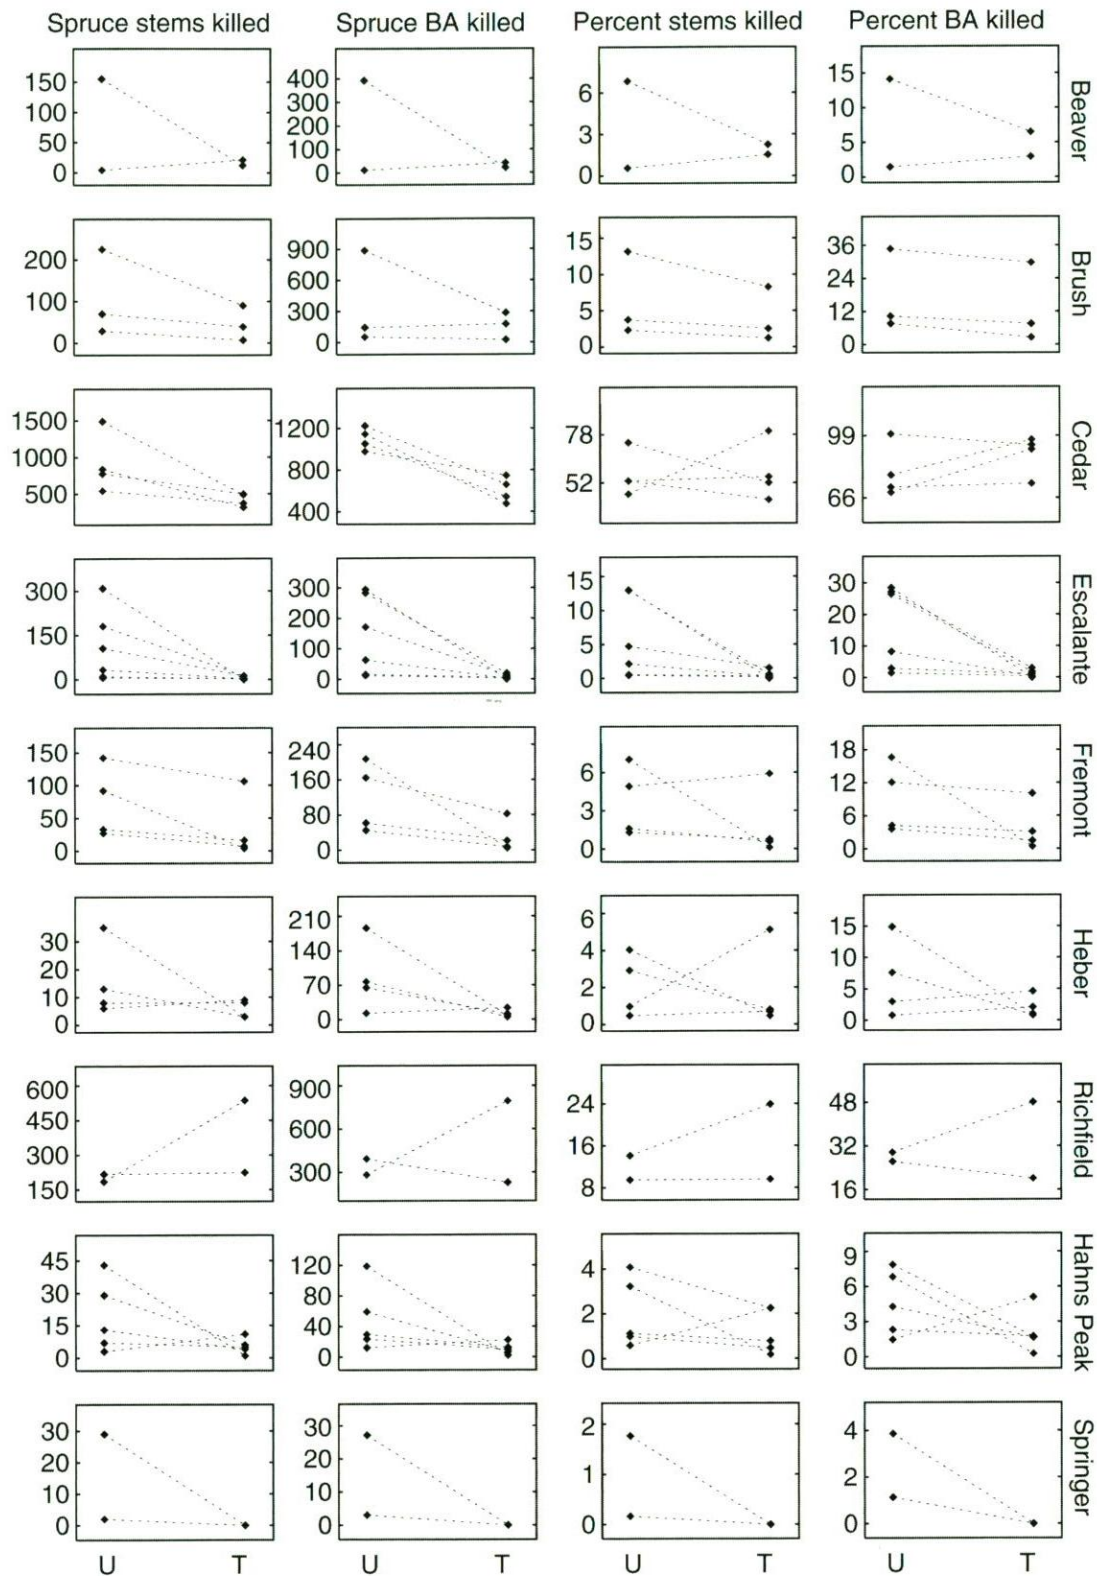 Spruce stems killed Spruce BA killed Percent stems killed Percent BA killed
150 100 50 0
400 300 200 100 0
6 3 0
15 10 5 0
Beaver
200 100 0
900 600 300 0
15 10 5 0
36 24 12 0
Brush
1500 1000 500
1200 800 400
78 52
99 66
Cedar
300 150 0
300 200 100 0
15 10 5 0
30 20 10 0
Escalante
150 100 50 0
240 160 80 0
6 3 0
18 12 6 0
Fremont
30 20 10 0
210 140 70 0
6 4 2 0
15 10 5 0
Heber
600 450 300 150
900 600 300
24 16 8
48 32 16
Richfield
45 30 15 0
120 80 40 0
4 2 0
9 6 3 0
Hahns Peak
30 20 10 0
30 20 10 0
2 1 0
4 2 0
Springer
U T U T U T U T